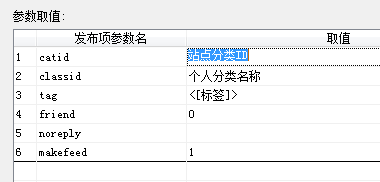 参数取值:
发布项参数名 取值
1 catid 站点分类ID
2 classid 个人分类名称
3 tag <[标签]>
4 friend 0
5 noreply
6 makefeed 1